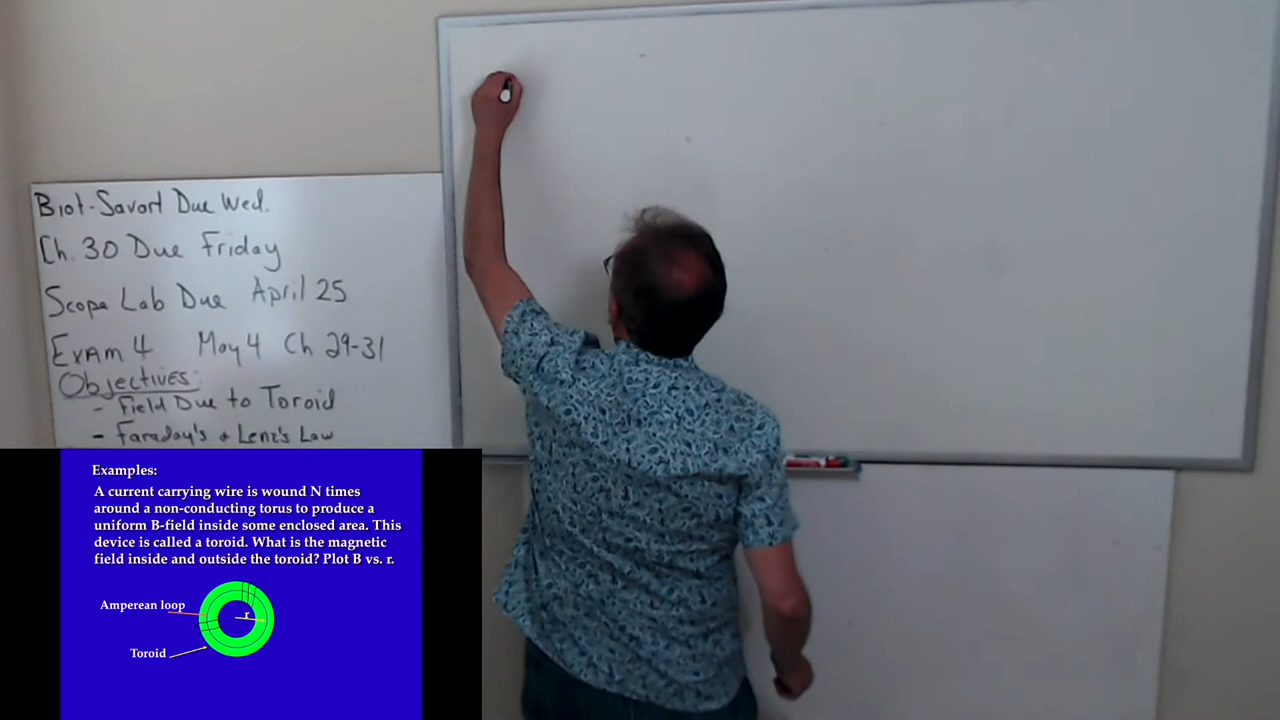 Biot-Savart Due Wed.
Ch. 30 Due Friday
Scope Lab Due April 25
Exam 4 May 4 Ch 29-31
Objectives:
- Field Due to Toroid
- Faraday's + Lenz's Law
Examples:
A current carrying wire is wound N times
around a non-conducting torus to produce a
uniform B-field inside some enclosed area. This
device is called a toroid. What is the magnetic
field inside and outside the toroid? Plot B vs. r.
Amperean loop
r
Toroid